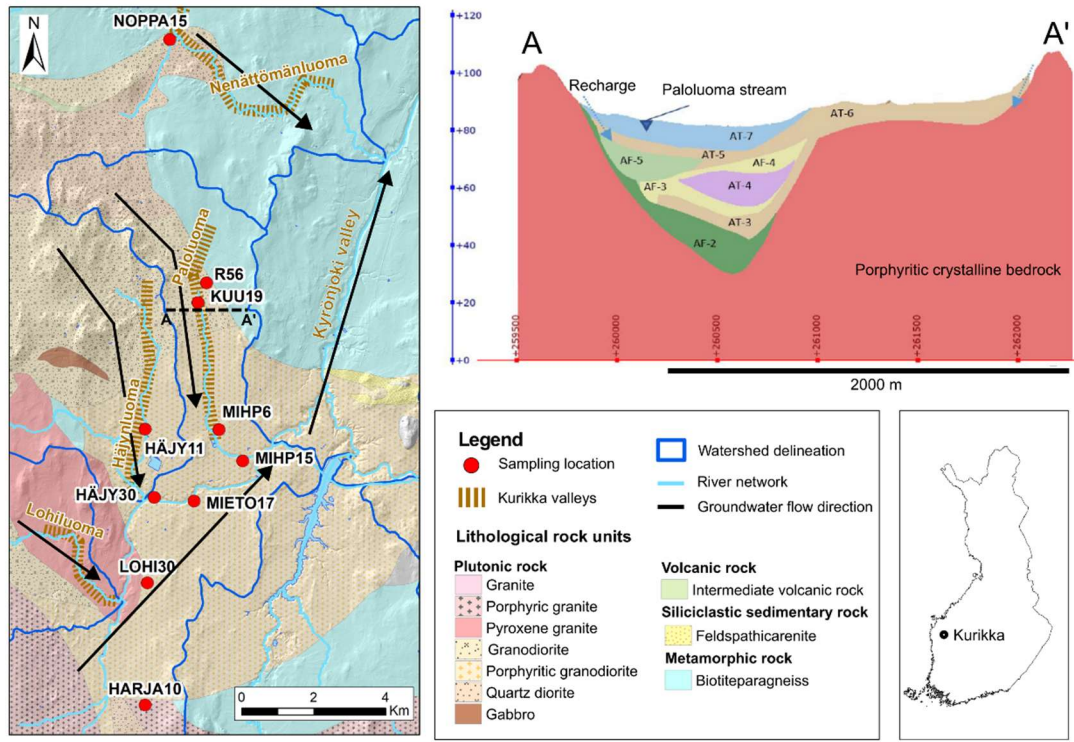 N
NOPPA15
Nenättömänluoma
Kyrönjoki valley
Paloluoma
R56
KUU19
A
A'
Häjynluoma
MIHP6
HÄJY11
MIHP15
HÄJY30
MIETO17
Lohiluoma
LOHI30
HARJA10
0 2 4
Km
A
A'
+120
+100
+80
+60
+40
+20
+0
Recharge
Paloluoma stream
AT-7
AT-6
AT-5
AF-5
AF-4
AF-3
AT-4
AT-3
AF-2
Porphyritic crystalline bedrock
+259500
+260000
+260500
+261000
+261500
+262000
2000 m
Legend
Sampling location
Kurikka valleys
Watershed delineation
River network
Groundwater flow direction
Lithological rock units
Plutonic rock
Granite
Porphyric granite
Pyroxene granite
Granodiorite
Porphyritic granodiorite
Quartz diorite
Gabbro
Volcanic rock
Intermediate volcanic rock
Siliciclastic sedimentary rock
Feldspathicarenite
Metamorphic rock
Biotiteparagneiss
Kurikka